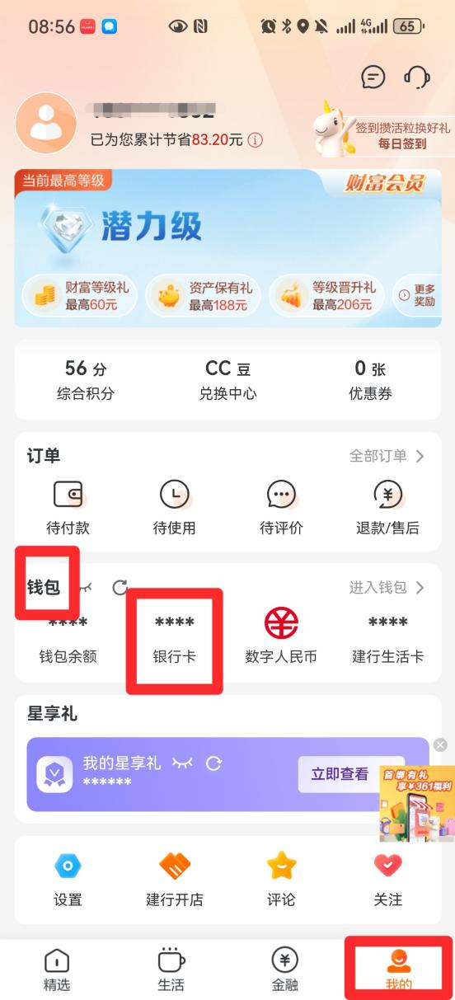 08:56
4G
65
已为您累计节省83.20元
签到攒活粒换好礼
每日签到
当前最高等级
财富会员
潜力级
财富等级礼
最高60元
资产保有礼
最高188元
等级晋升礼
最高206元
更多
奖励
56 分
CC 豆
0 张
综合积分
兑换中心
优惠券
订单
全部订单
待付款
待使用
待评价
退款/售后
钱包
进入钱包
****
****
****
钱包余额
银行卡
数字人民币
建行生活卡
星享礼
我的星享礼
******
立即查看
首绑有礼
享¥361福利
设置
建行开店
评论
关注
精选
生活
金融
我的